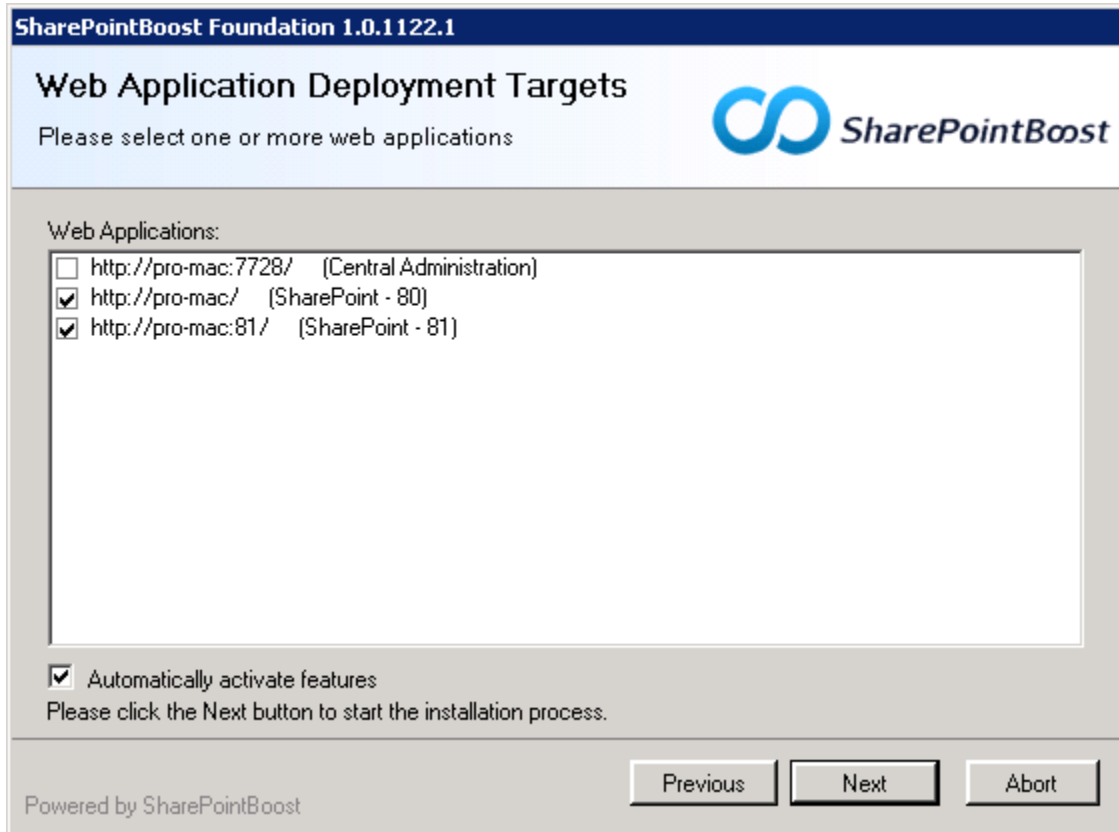 SharePointBoost Foundation 1.0.1122.1
Web Application Deployment Targets
Please select one or more web applications
SharePointBoost
Web Applications:
http://pro-mac:7728/ (Central Administration)
http://pro-mac/ (SharePoint - 80)
http://pro-mac:81/ (SharePoint - 81)
Automatically activate features
Please click the Next button to start the installation process.
Previous Next Abort
Powered by SharePointBoost